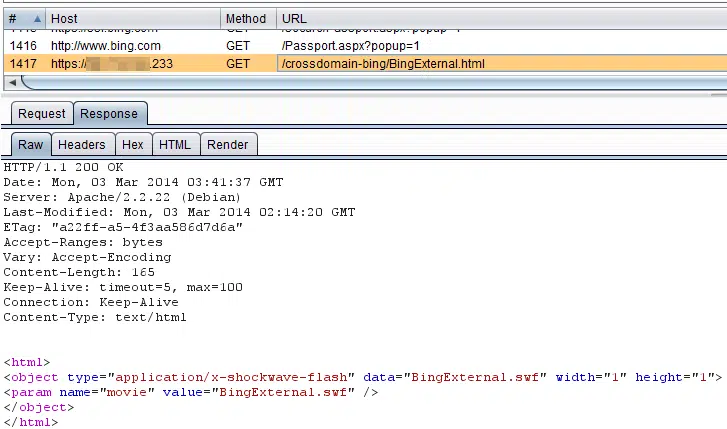 # Host Method URL
1416 http://www.bing.com GET /Passport.aspx?popup=1
1417 https:// .233 GET /crossdomain-bing/BingExternal.html
Request Response
Raw Headers Hex HTML Render
HTTP/1.1 200 OK
Date: Mon, 03 Mar 2014 03:41:37 GMT
Server: Apache/2.2.22 (Debian)
Last-Modified: Mon, 03 Mar 2014 02:14:20 GMT
ETag: "a22ff-a5-4f3aa586d7d6a"
Accept-Ranges: bytes
Vary: Accept-Encoding
Content-Length: 165
Keep-Alive: timeout=5, max=100
Connection: Keep-Alive
Content-Type: text/html
<html>
<object type="application/x-shockwave-flash" data="BingExternal.swf" width="1" height="1">
<param name="movie" value="BingExternal.swf" />
</object>
</html>